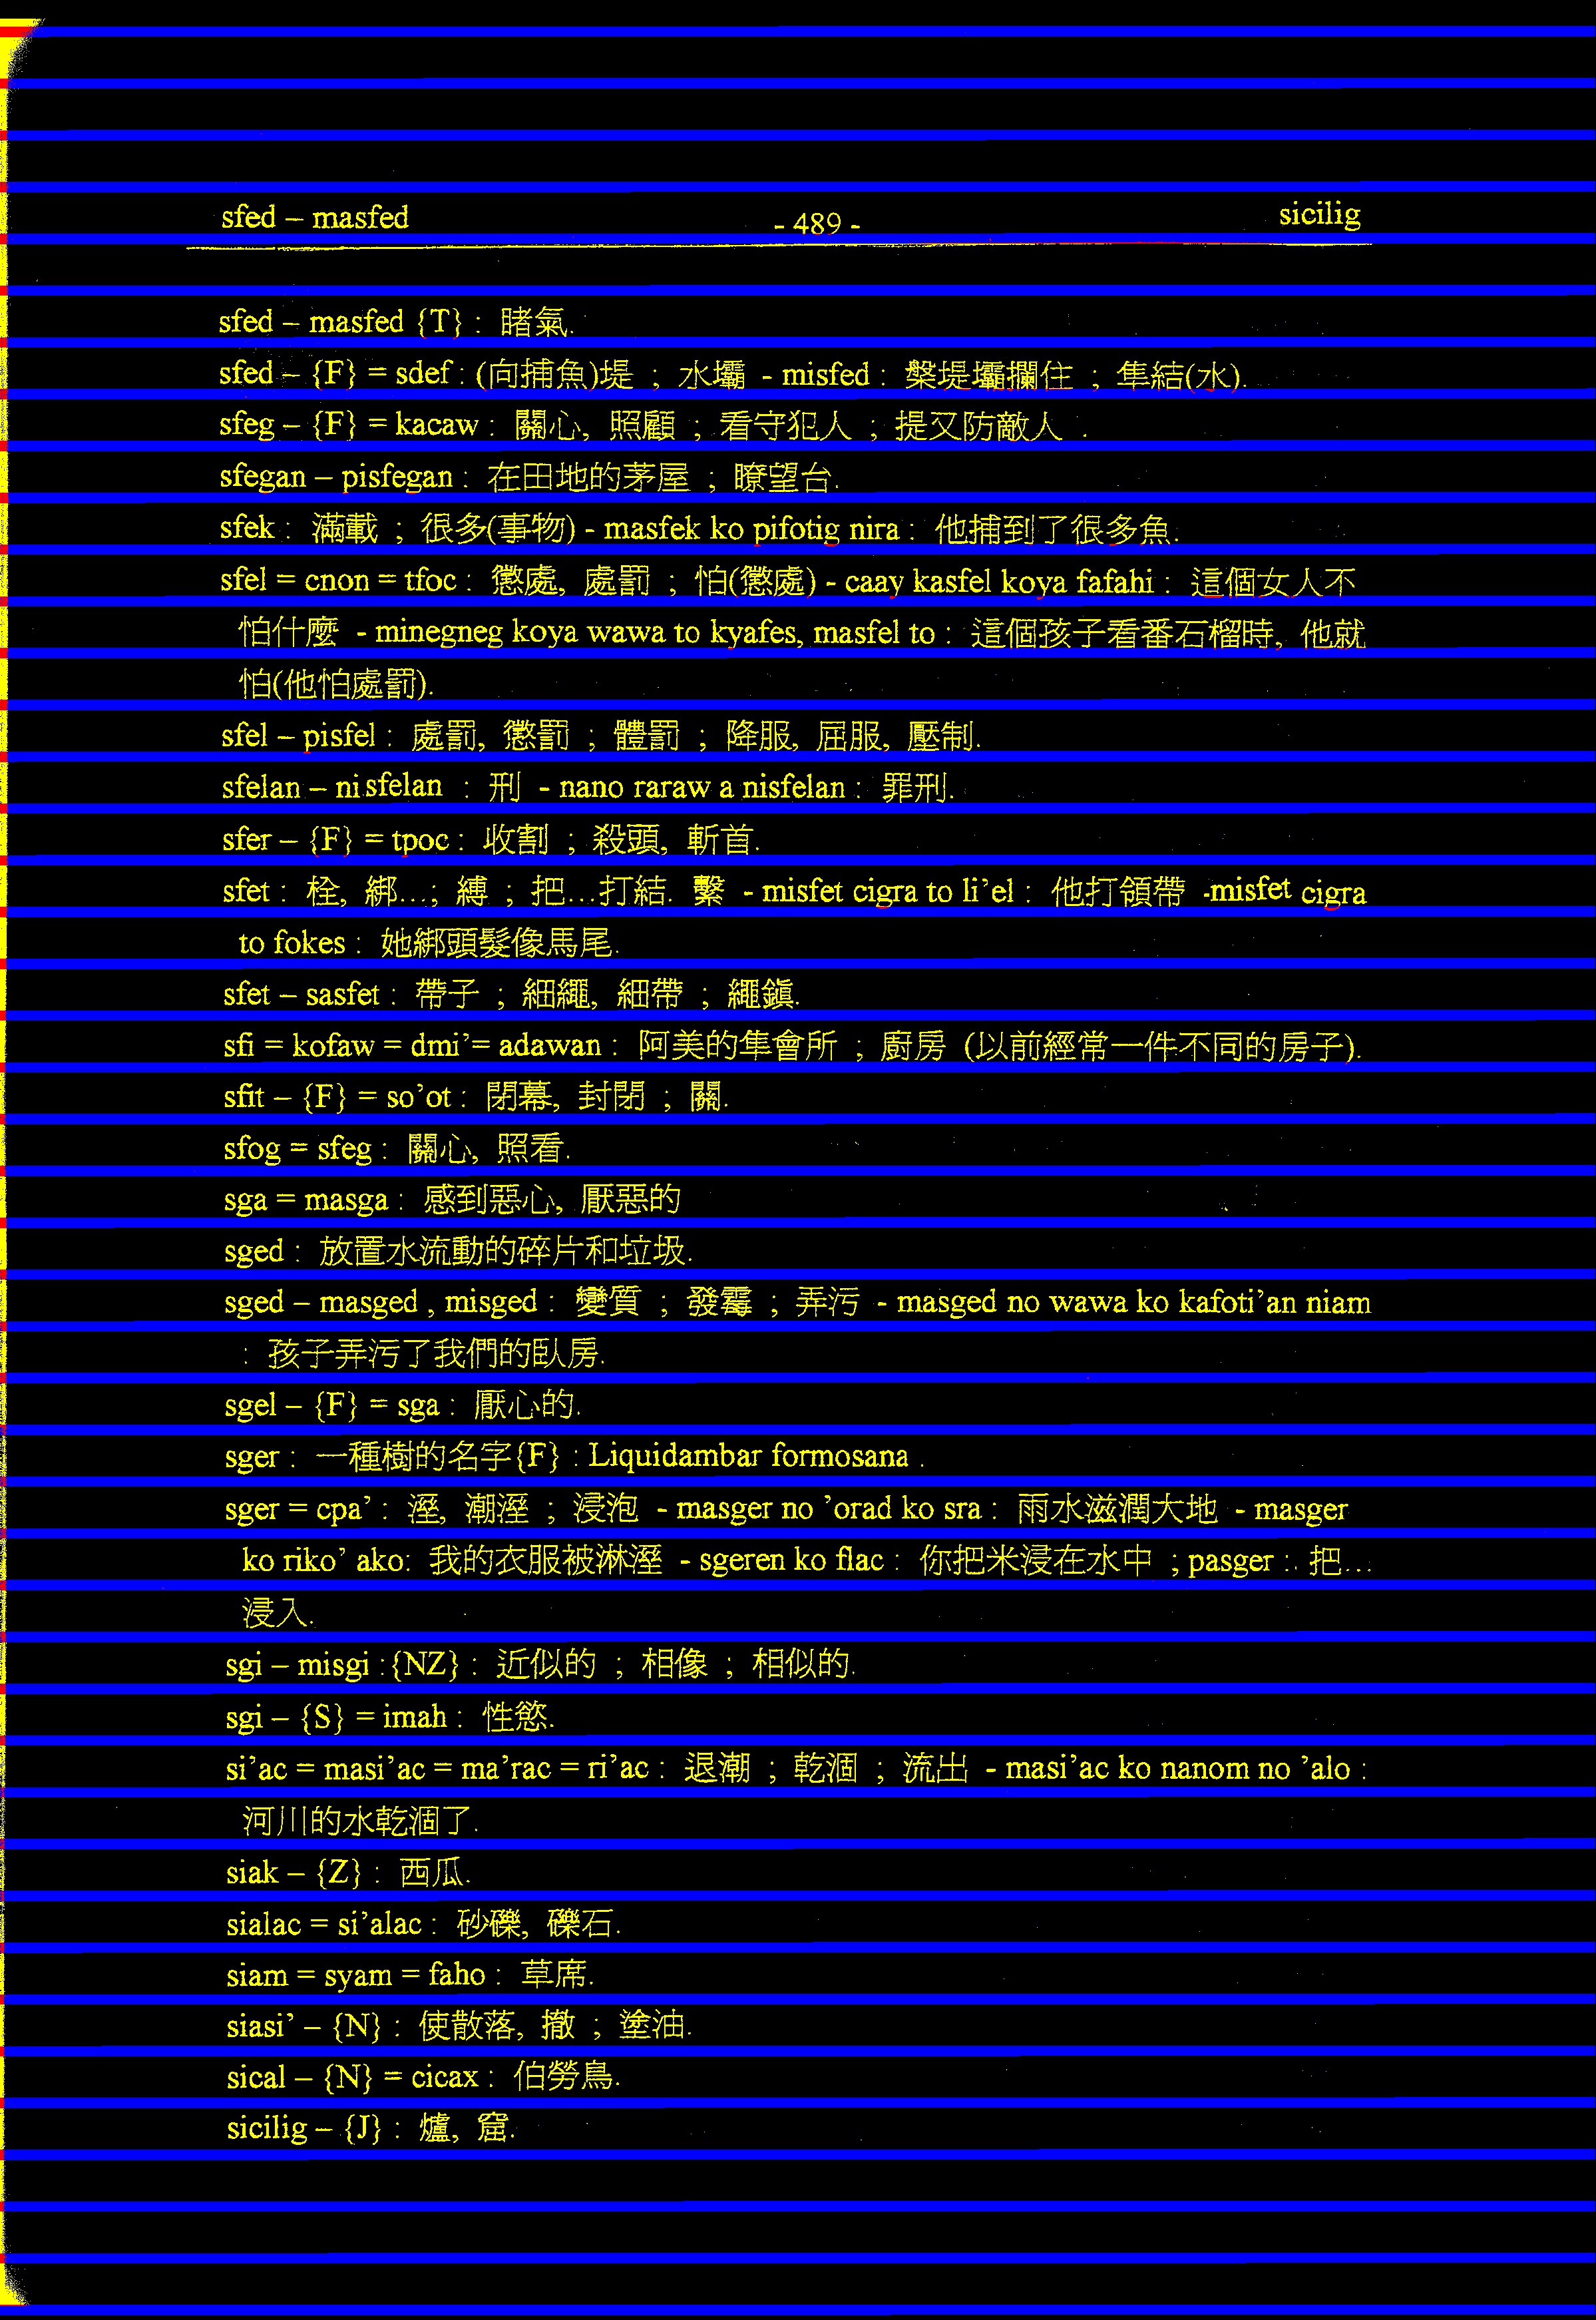 sfed – masfed - 489 - sicilig
sfed – masfed {T} : 賭氣.
sfed – {F} = sdef : (向捕魚)堤 ; 水壩 - misfed : 槃堤壩攔住 ; 隼結(水).
sfeg – {F} = kacaw : 關心, 照顧 ; 看守犯人 ; 提又防敵人 .
sfegan – pisfegan : 在田地的茅屋 ; 瞭望台.
sfek : 滿載 ; 很多(事物) - masfek ko pifotig nira : 他捕到了很多魚.
sfel = cnon = tfoc : 懲處, 處罰 ; 怕(懲處) - caay kasfel koya fafahi : 這個女人不
怕什麼 - minegneg koya wawa to kyafes, masfel to : 這個孩子看番石榴時, 他就
怕(他怕處罰).
sfel – pisfel : 處罰, 懲罰 ; 體罰 ; 降服, 屈服, 壓制.
sfelan – nisfelan : 刑 - nano raraw a nisfelan : 罪刑.
sfer – {F} = tpoc : 收割 ; 殺頭, 斬首.
sfet : 栓, 綁...; 縛 ; 把...打結. 繫 - misfet cigra to li'el : 他打領帶 -misfet cigra
to fokes : 她綁頭髮像馬尾.
sfet – sasfet : 帶子 ; 細繩, 細帶 ; 繩鎮.
sfi = kofaw = dmi'= adawan : 阿美的隼會所 ; 廚房 (以前經常一件不同的房子).
sfit – {F} = so'ot : 閉幕, 封閉 ; 關.
sfog = sfeg : 關心, 照看.
sga = masga : 感到惡心, 厭惡的
sged : 放置水流動的碎片和垃圾.
sged – masged , misged : 變質 ; 發霉 ; 弄污 - masged no wawa ko kafoti'an niam
: 孩子弄污了我們的臥房.
sgel – {F} = sga : 厭心的.
sger : 一種樹的名字{F} : Liquidambar formosana .
sger = cpa' : 溼, 潮溼 ; 浸泡 - masger no 'orad ko sra : 雨水滋潤大地 - masger
ko riko' ako: 我的衣服被淋溼 - sgeren ko flac : 你把米浸在水中 ; pasger : 把...
浸入.
sgi – misgi :{NZ} : 近似的 ; 相像 ; 相似的.
sgi – {S} = imah : 性慾.
si'ac = masi'ac = ma'rac = ri'ac : 退潮 ; 乾涸 ; 流出 - masi'ac ko nanom no 'alo :
河川的水乾涸了.
siak – {Z} : 西瓜.
sialac = si'alac : 砂礫, 礫石.
siam = syam = faho : 草席.
siasi' – {N} : 使散落, 撒 ; 塗油.
sical – {N} = cicax : 伯勞鳥.
sicilig – {J} : 爐, 窟.